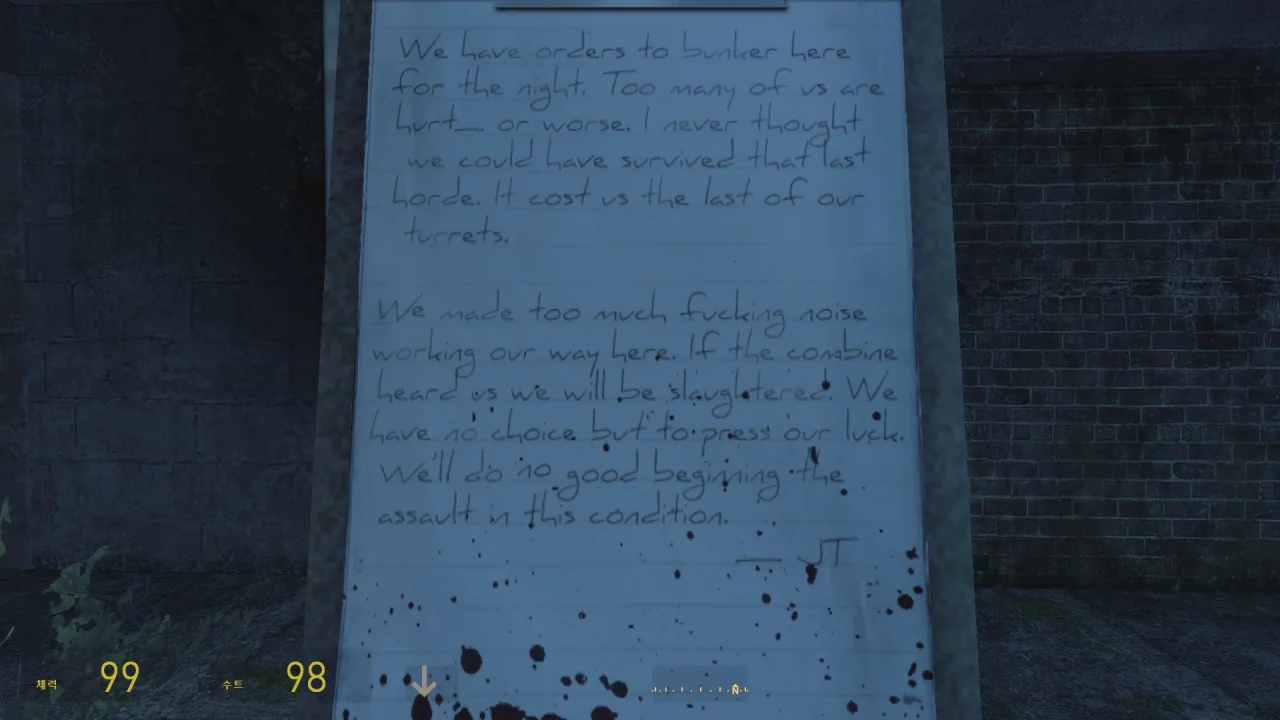 We have orders to bunker here
for the night. Too many of us are
hurt— or worse. I never thought
we could have survived that last
horde. It cost us the last of our
turrets.
We made too much fucking noise
working our way here. If the combine
heard us we will be slaughtered. We
have no choice but to press our luck.
We'll do no good beginning the
assault in this condition.
— JT
체력 99 수트 98
N